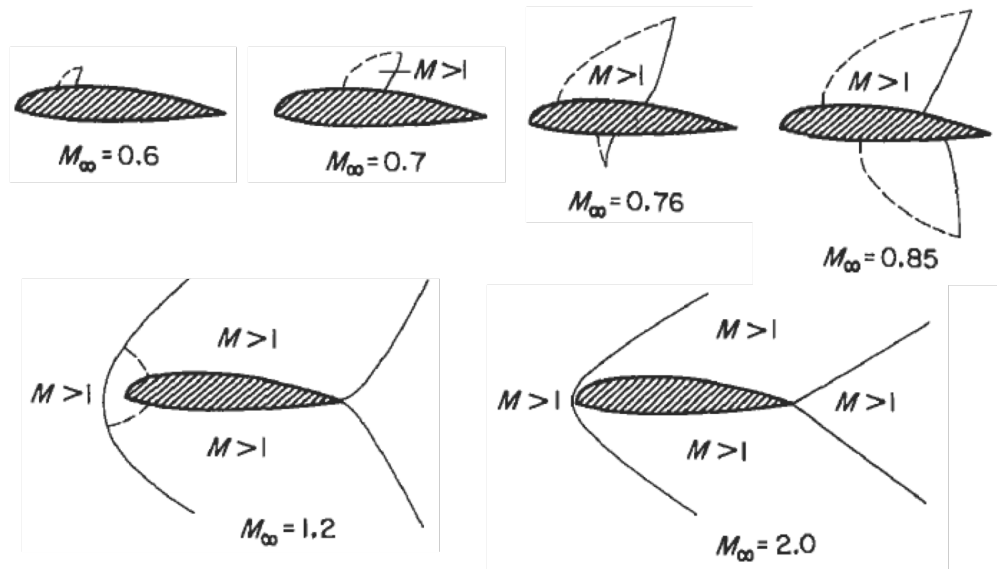 M∞ = 0.6
M > 1
M∞ = 0.7
M > 1
M∞ = 0.76
M > 1
M∞ = 0.85
M > 1
M > 1
M > 1
M∞ = 1.2
M > 1
M > 1
M > 1
M > 1
M∞ = 2.0